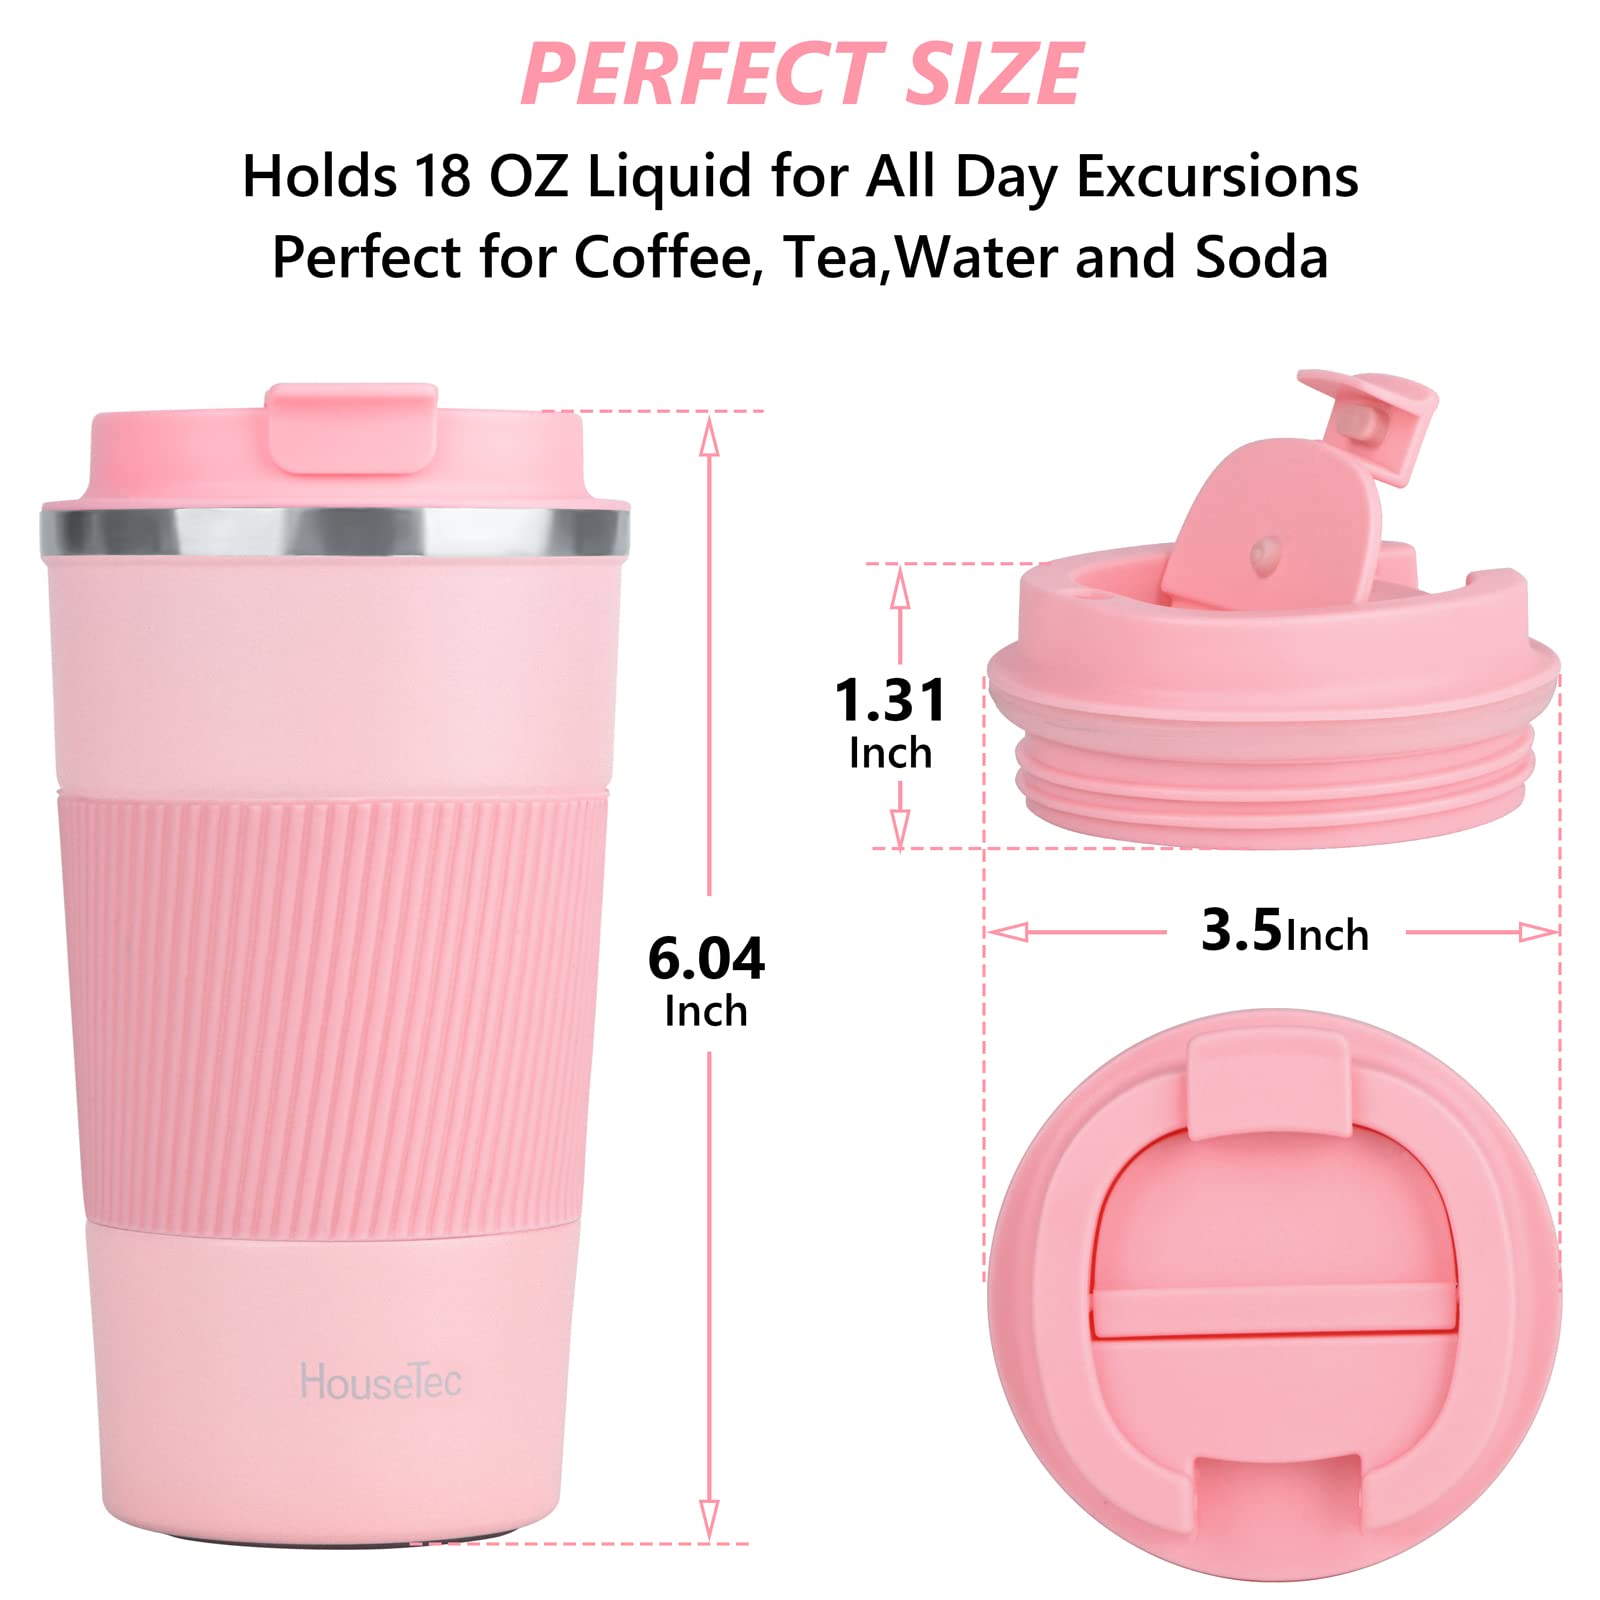 PERFECT SIZE
Holds 18 OZ Liquid for All Day Excursions
Perfect for Coffee, Tea,Water and Soda
1.31
Inch
3.5Inch
6.04
Inch
HouseTec